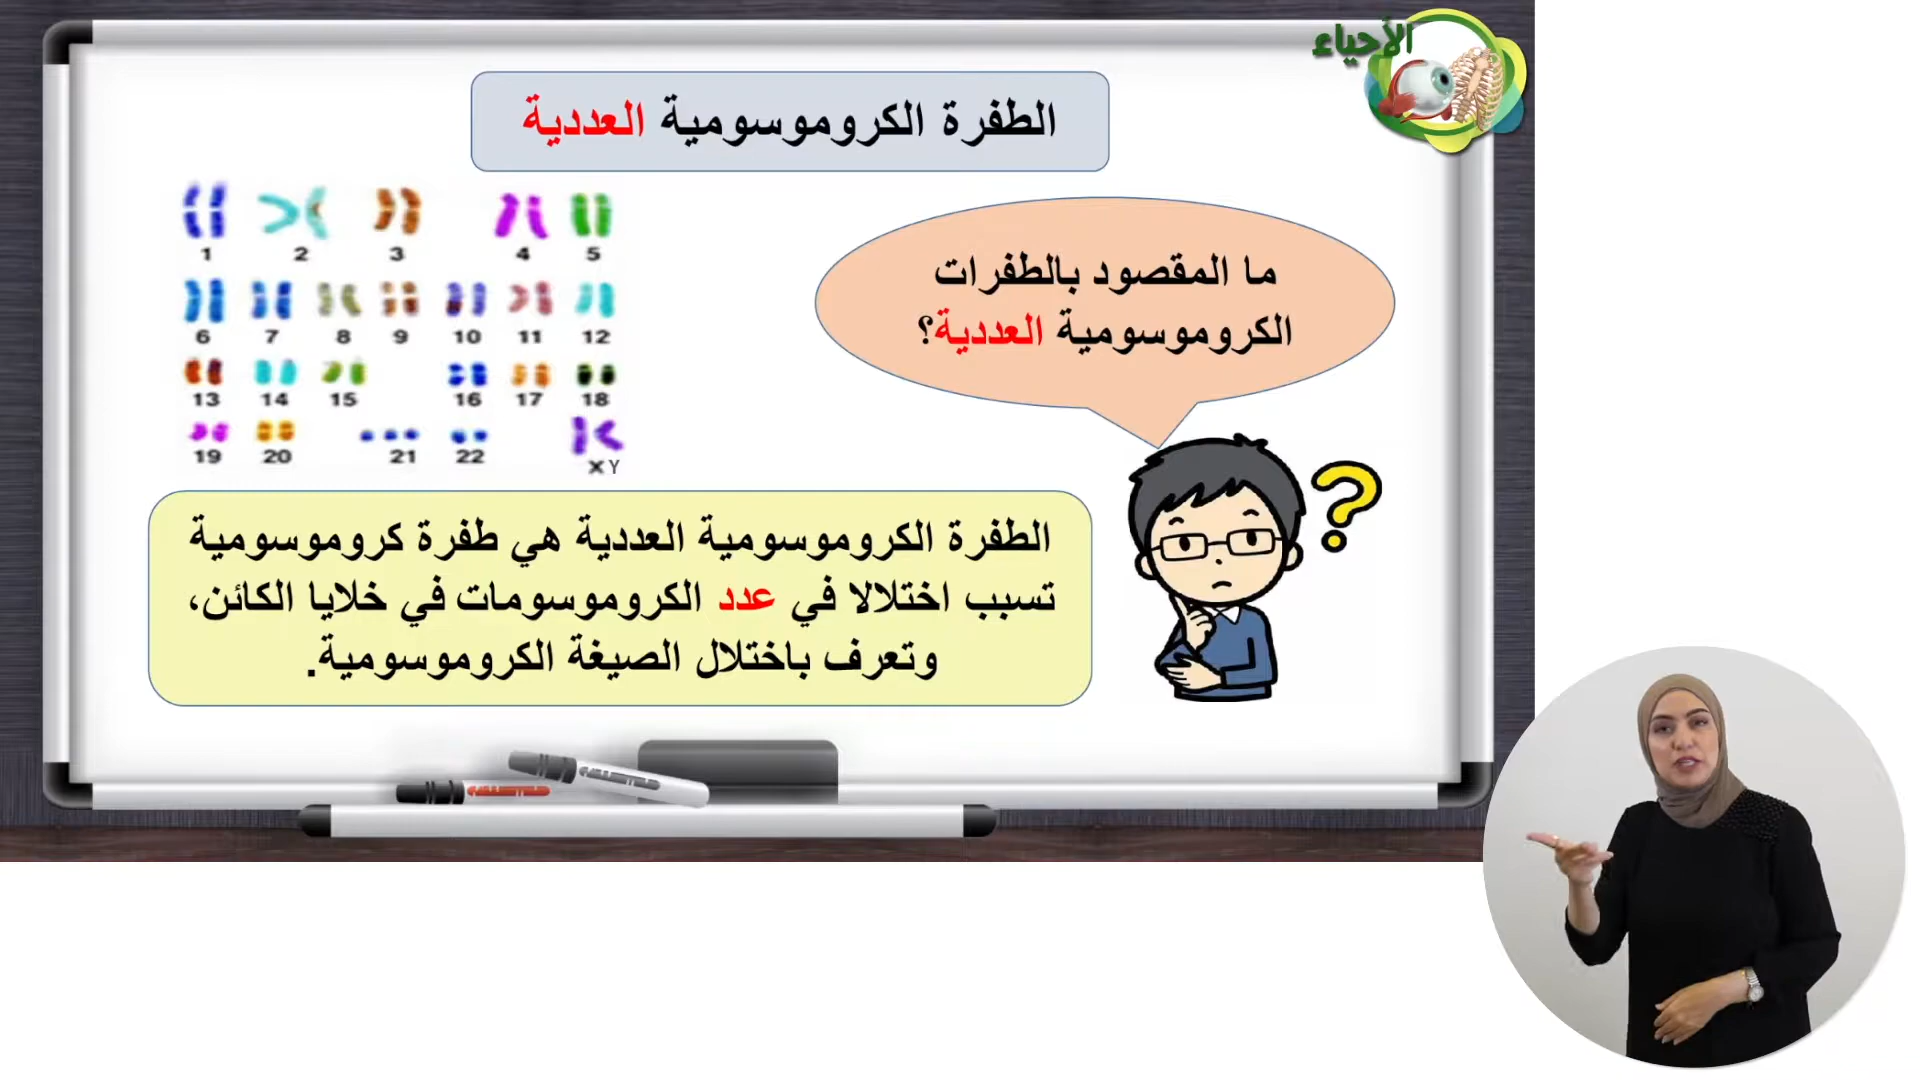 الأحياء
الطفرة الكروموسومية العددية
ما المقصود بالطفرات
الكروموسومية العددية؟
1 2 3 4 5
6 7 8 9 10 11 12
13 14 15 16 17 18
19 20 21 22 X Y
الطفرة الكروموسومية العددية هي طفرة كروموسومية
تسبب اختلالا في عدد الكروموسومات في خلايا الكائن،
وتعرف باختلال الصيغة الكروموسومية.